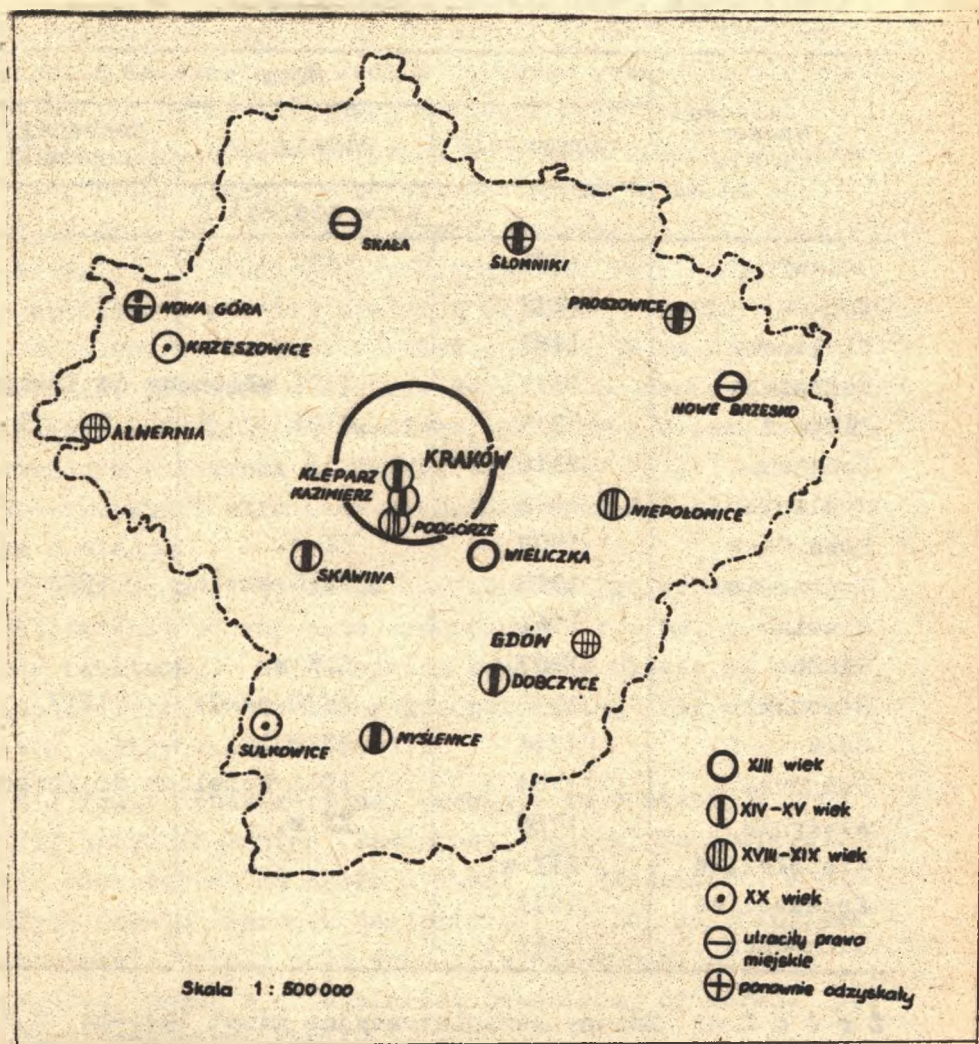 SKAŁA
SŁOMNIKI
NOWA GÓRA
PROSZOWICE
KRZESZOWICE
NOWE BRZESKO
ALWERNIA
KRAKÓW
KLEPARZ
KAZIMIERZ
NIEPOŁOMICE
PODGÓRZE
WIELICZKA
SKAWINA
GDÓW
DOBCZYCE
SUŁKOWICE
MYŚLENICE
XIII wiek
XIV-XV wiek
XVIII-XIX wiek
XX wiek
utraciły prawa
miejskie
ponownie odzyskały
Skala 1 : 500 000